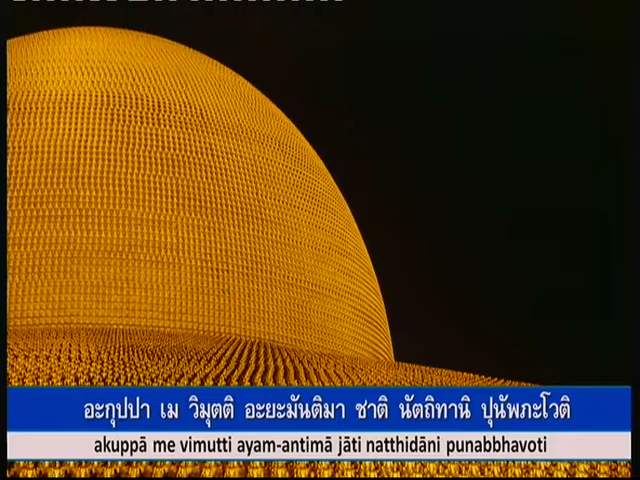 อะกุปปา เม วิมุตติ อะยะมันติมา ชาติ นัตถิทานิ ปุนัพภะโวติ
akuppā me vimutti ayam-antimā jāti natthidāni punabbhavoti